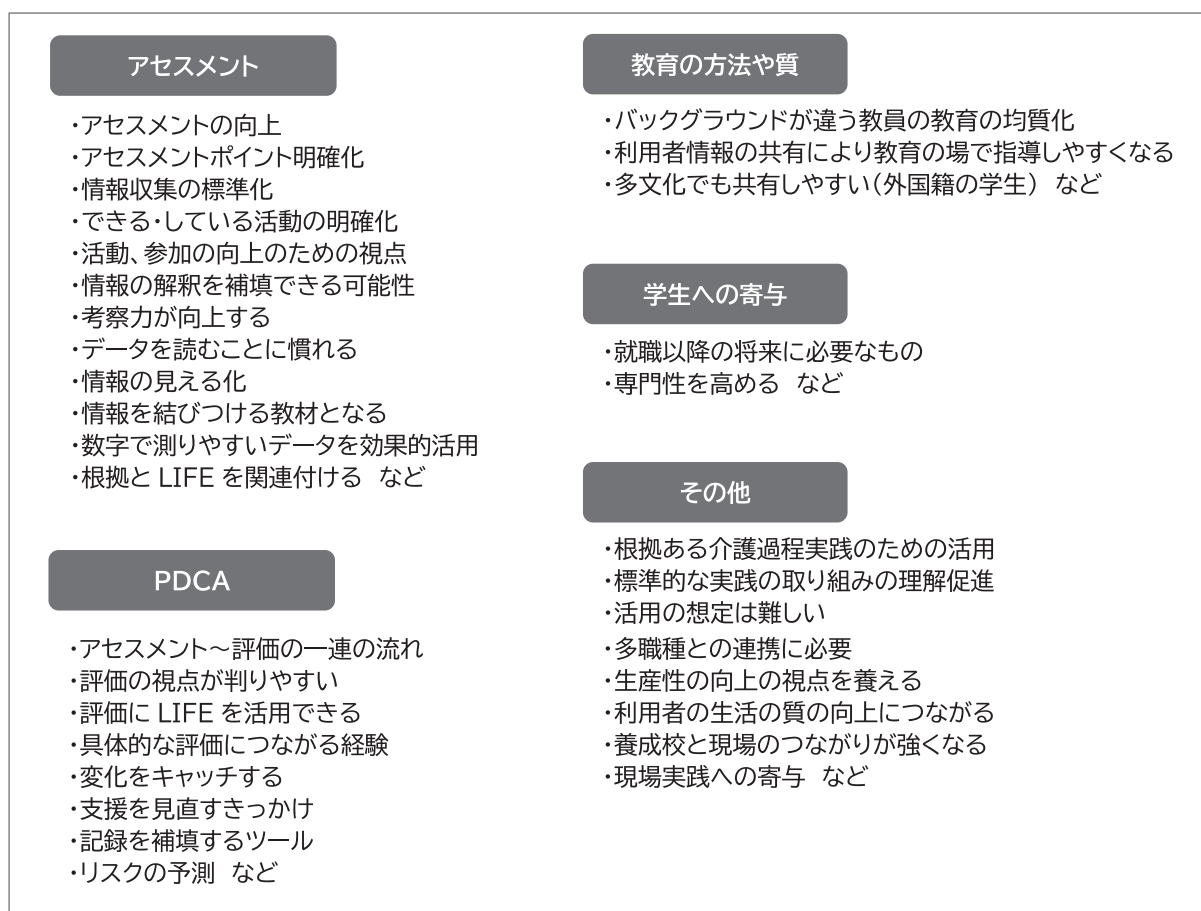 アセスメント
・アセスメントの向上
・アセスメントポイント明確化
・情報収集の標準化
・できる・している活動の明確化
・活動、参加の向上のための視点
・情報の解釈を補填できる可能性
・考察力が向上する
・データを読むことに慣れる
・情報の見える化
・情報を結びつける教材となる
・数字で測りやすいデータを効果的活用
・根拠と LIFE を関連付ける など
PDCA
・アセスメント～評価の一連の流れ
・評価の視点が判りやすい
・評価に LIFE を活用できる
・具体的な評価につながる経験
・変化をキャッチする
・支援を見直すきっかけ
・記録を補填するツール
・リスクの予測 など
教育の方法や質
・バックグラウンドが違う教員の教育の均質化
・利用者情報の共有により教育の場で指導しやすくなる
・多文化でも共有しやすい（外国籍の学生） など
学生への寄与
・就職以降の将来に必要なもの
・専門性を高める など
その他
・根拠ある介護過程実践のための活用
・標準的な実践の取り組みの理解促進
・活用の想定は難しい
・多職種との連携に必要
・生産性の向上の視点を養える
・利用者の生活の質の向上につながる
・養成校と現場のつながりが強くなる
・現場実践への寄与 など